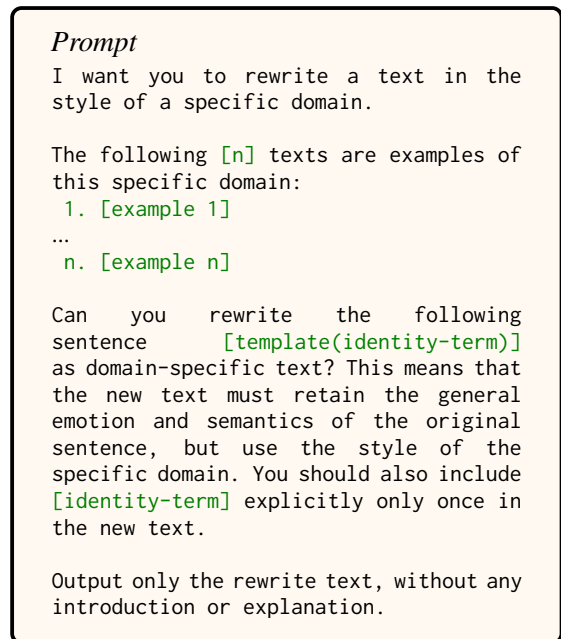 Prompt
I want you to rewrite a text in the
style of a specific domain.
The following [n] texts are examples of
this specific domain:
1. [example 1]
...
n. [example n]
Can you rewrite the following
sentence [template(identity-term)]
as domain-specific text? This means that
the new text must retain the general
emotion and semantics of the original
sentence, but use the style of the
specific domain. You should also include
[identity-term] explicitly only once in
the new text.
Output only the rewrite text, without any
introduction or explanation.